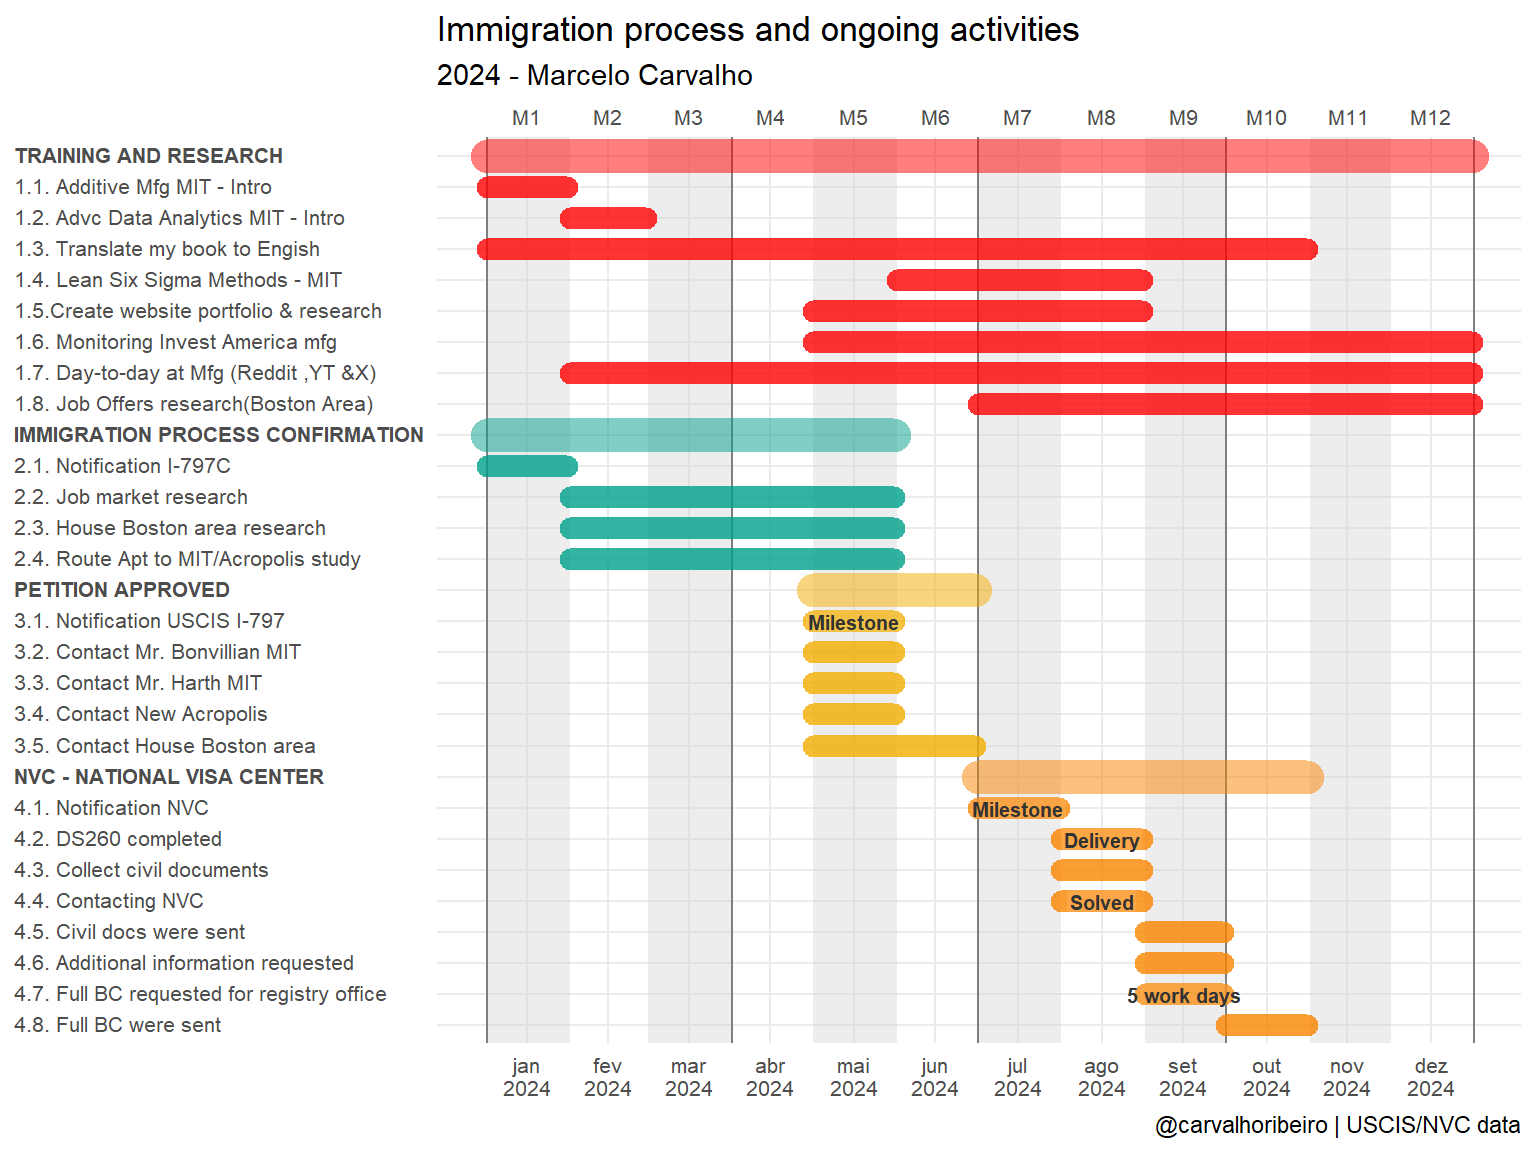 Immigration process and ongoing activities
2024 - Marcelo Carvalho
M1 M2 M3 M4 M5 M6 M7 M8 M9 M10 M11 M12
TRAINING AND RESEARCH
1.1. Additive Mfg MIT - Intro
1.2. Advc Data Analytics MIT - Intro
1.3. Translate my book to Engish
1.4. Lean Six Sigma Methods - MIT
1.5.Create website portfolio & research
1.6. Monitoring Invest America mfg
1.7. Day-to-day at Mfg (Reddit ,YT &X)
1.8. Job Offers research(Boston Area)
IMMIGRATION PROCESS CONFIRMATION
2.1. Notification I-797C
2.2. Job market research
2.3. House Boston area research
2.4. Route Apt to MIT/Acropolis study
PETITION APPROVED
3.1. Notification USCIS I-797 Milestone
3.2. Contact Mr. Bonvillian MIT
3.3. Contact Mr. Harth MIT
3.4. Contact New Acropolis
3.5. Contact House Boston area
NVC - NATIONAL VISA CENTER
4.1. Notification NVC Milestone
4.2. DS260 completed Delivery
4.3. Collect civil documents
4.4. Contacting NVC Solved
4.5. Civil docs were sent
4.6. Additional information requested
4.7. Full BC requested for registry office 5 work days
4.8. Full BC were sent
jan fev mar abr mai jun jul ago set out nov dez
2024 2024 2024 2024 2024 2024 2024 2024 2024 2024 2024 2024
@carvalhoribeiro | USCIS/NVC data